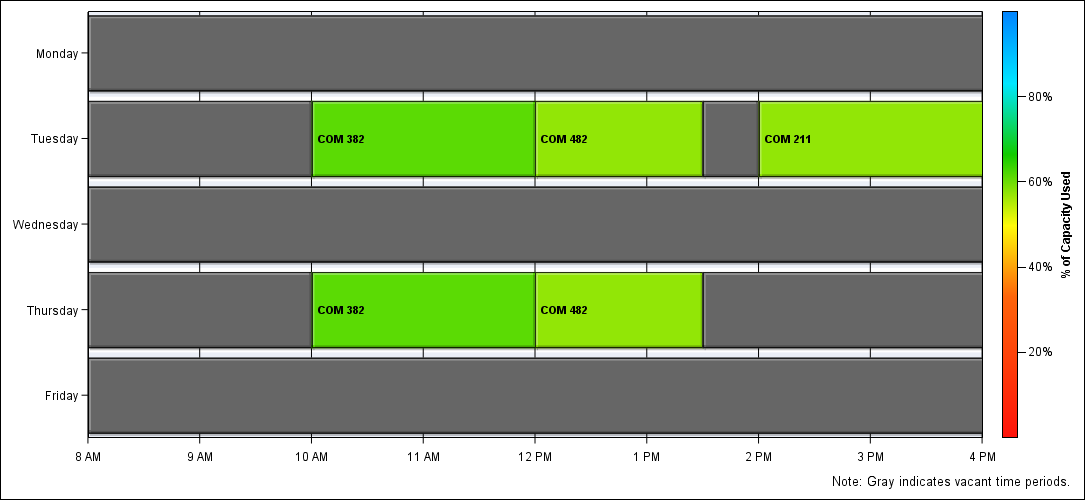 Monday
Tuesday
COM 382
COM 482
COM 211
Wednesday
Thursday
COM 382
COM 482
Friday
8 AM
9 AM
10 AM
11 AM
12 PM
1 PM
2 PM
3 PM
4 PM
80%
60%
40%
20%
% of Capacity Used
Note: Gray indicates vacant time periods.